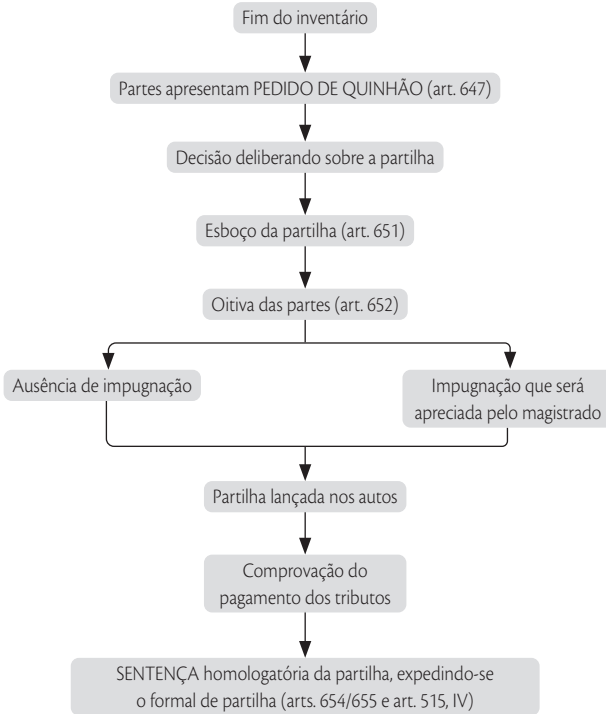 Fim do inventário
Partes apresentam PEDIDO DE QUINHÃO (art. 647)
Decisão deliberando sobre a partilha
Esboço da partilha (art. 651)
Oitiva das partes (art. 652)
Ausência de impugnação
Impugnação que será
apreciada pelo magistrado
Partilha lançada nos autos
Comprovação do
pagamento dos tributos
SENTENÇA homologatória da partilha, expedindo-se
o formal de partilha (arts. 654/655 e art. 515, IV)